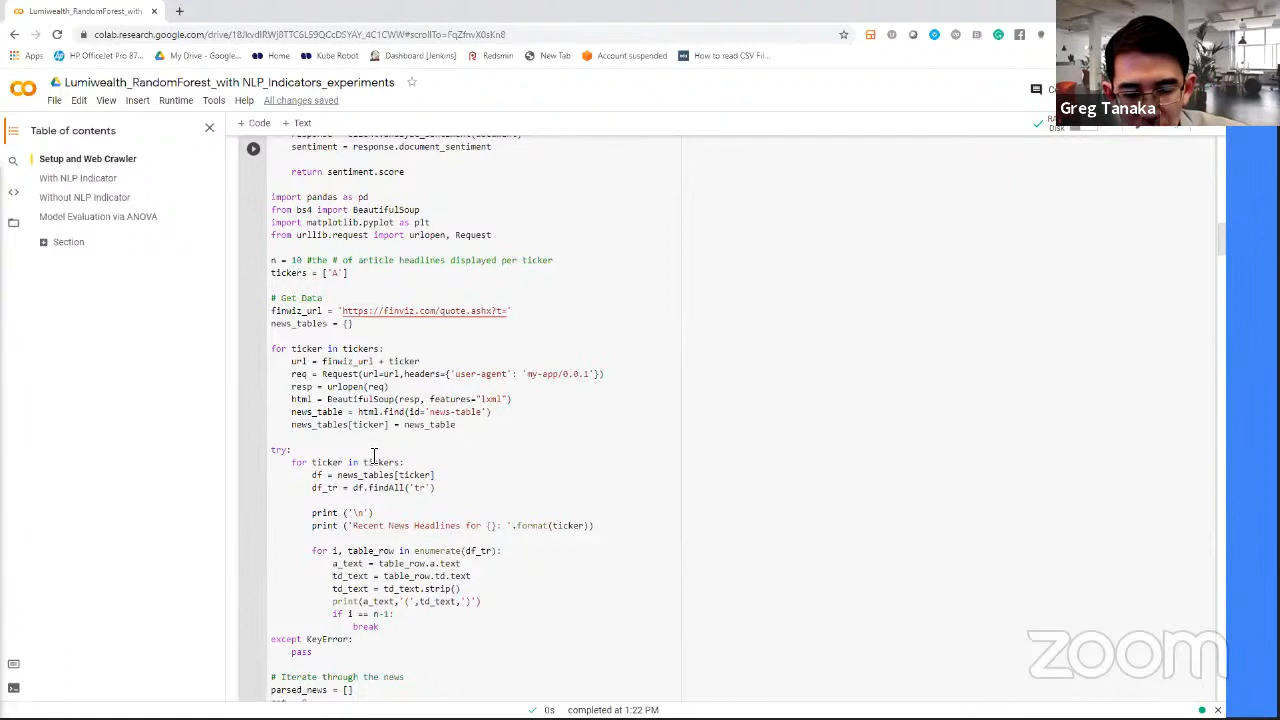 Lumiwealth_RandomForest_with
colab.research.google.com/drive/
Apps
HP OfficeJet Pro 87...
My Drive - Google...
Home
Kube Robot
Dashboard [Jenkins]
Redsmin
New Tab
Account suspended
How to read CSV Fil...
Lumiwealth_RandomForest_with NLP_Indicators_experiments
File Edit View Insert Runtime Tools Help All changes saved
Greg Tanaka
Table of contents
+ Code + Text
Disk
Setup and Web Crawler
With NLP Indicator
Without NLP Indicator
Model Evaluation via ANOVA
Section
sentiment = response.document_sentiment
return sentiment.score
import pandas as pd
from bs4 import BeautifulSoup
import matplotlib.pyplot as plt
from urllib.request import urlopen, Request
n = 10 #the # of article headlines displayed per ticker
tickers = ['A']
# Get Data
finwiz_url = 'https://finviz.com/quote.ashx?t='
news_tables = {}
for ticker in tickers:
url = finwiz_url + ticker
req = Request(url=url,headers={'user-agent': 'my-app/0.0.1'})
resp = urlopen(req)
html = BeautifulSoup(resp, features="lxml")
news_table = html.find(id='news-table')
news_tables[ticker] = news_table
try:
for ticker in tickers:
df = news_tables[ticker]
df_tr = df.findAll('tr')
print ('\n')
print ('Recent News Headlines for {}: '.format(ticker))
for i, table_row in enumerate(df_tr):
a_text = table_row.a.text
td_text = table_row.td.text
td_text = td_text.strip()
print(a_text,'(',td_text,')')
if i == n-1:
break
except KeyError:
pass
# Iterate through the news
parsed_news = []
zoom
0s completed at 1:22 PM